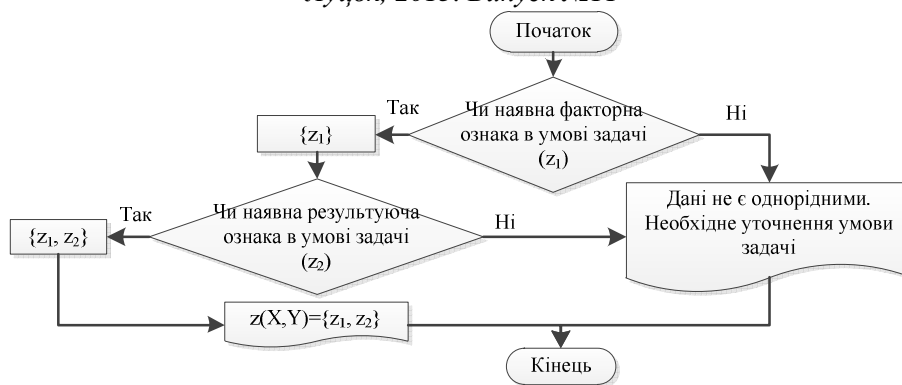 Початок
Чи наявна факторна
ознака в умові задачі
(z₁)
Так
Ні
{z₁}
Чи наявна результуюча
ознака в умові задачі
(z₂)
Так
Ні
{z₁, z₂}
Дані не є однорідними.
Необхідне уточнення умови
задачі
z(X,Y)={z₁, z₂}
Кінець